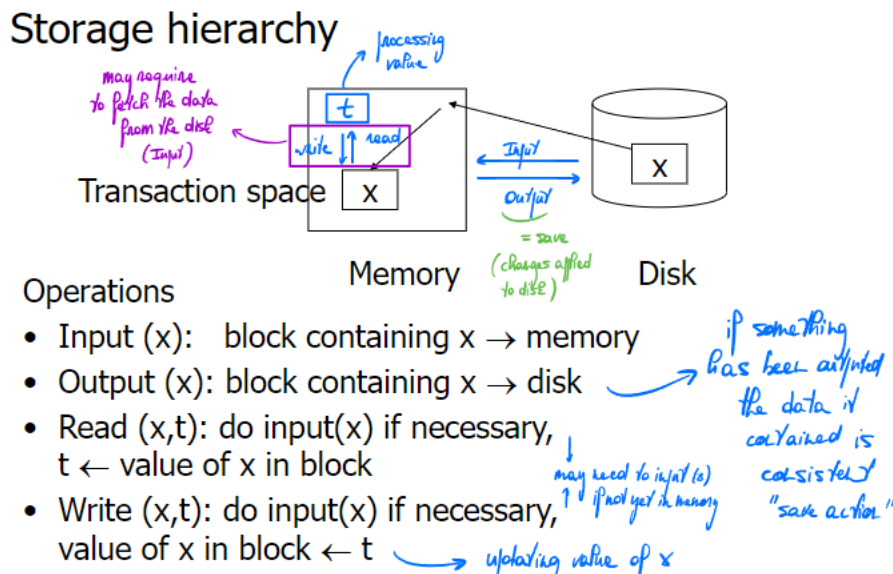 Storage hierarchy
processing
value
may require
to fetch the data
from the disk
(Input)
t
write
read
Input
x
x
Transaction space
Output
= save
(changes applied
to disk)
Memory
Disk
Operations
• Input (x): block containing x → memory
• Output (x): block containing x → disk
• Read (x,t): do input(x) if necessary,
t ← value of x in block
• Write (x,t): do input(x) if necessary,
value of x in block ← t
if something
has been outputed
the data it
contained is
consistent
"save action"
may need to input(s)
if not yet in memory
updating value of x